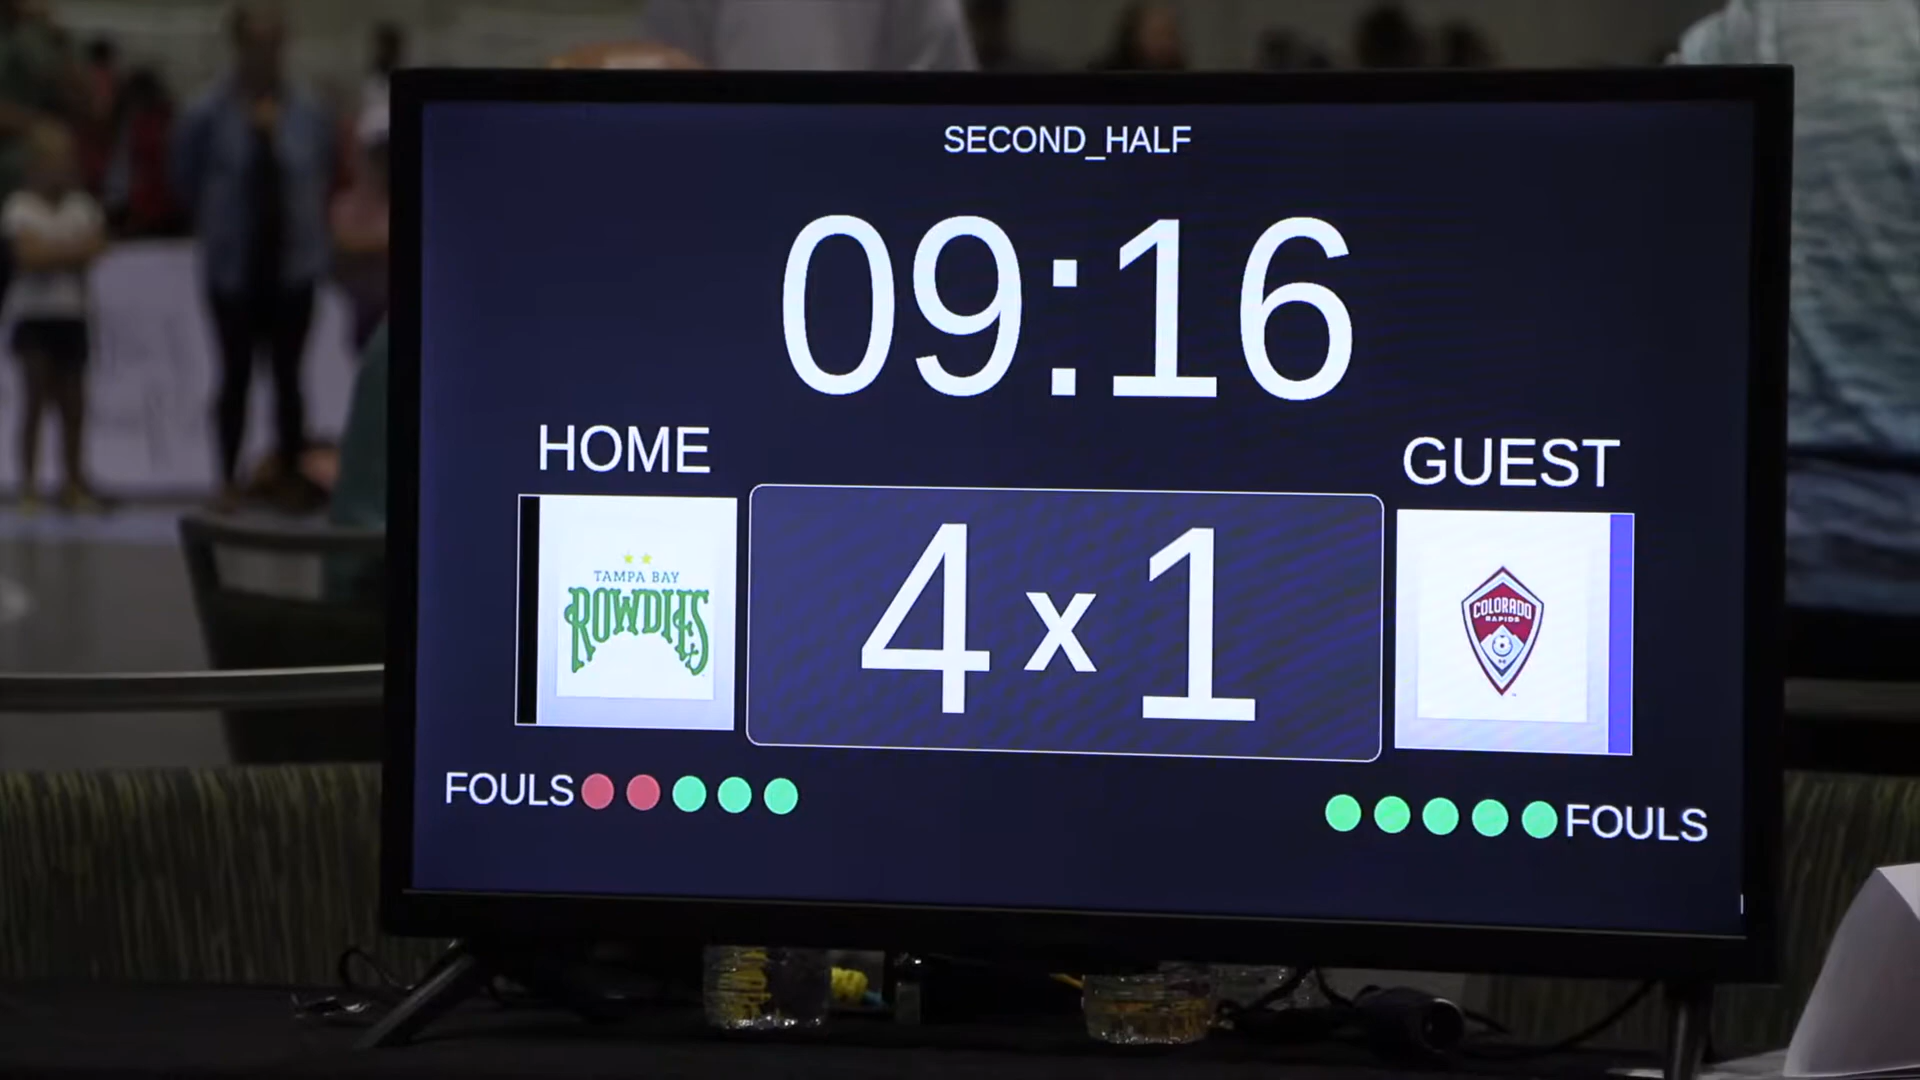 SECOND_HALF
09:16
HOME
GUEST
TAMPA BAY
ROWDIES
4 x 1
COLORADO
RAPIDS
FOULS
FOULS